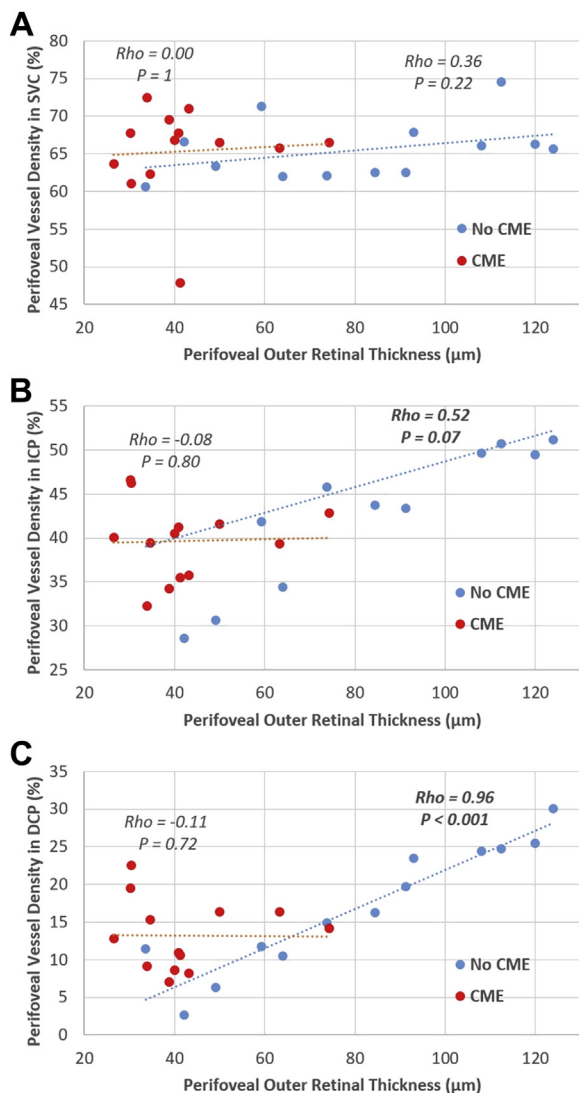 A
Perifoveal Vessel Density in SVC (%)
80
75
70
65
60
55
50
45
Rho = 0.00
P = 1
Rho = 0.36
P = 0.22
No CME
CME
20 40 60 80 100 120
Perifoveal Outer Retinal Thickness (µm)
B
Perifoveal Vessel Density in ICP (%)
55
50
45
40
35
30
25
Rho = -0.08
P = 0.80
Rho = 0.52
P = 0.07
No CME
CME
20 40 60 80 100 120
Perifoveal Outer Retinal Thickness (µm)
C
Perifoveal Vessel Density in DCP (%)
35
30
25
20
15
10
5
0
Rho = -0.11
P = 0.72
Rho = 0.96
P < 0.001
No CME
CME
20 40 60 80 100 120
Perifoveal Outer Retinal Thickness (µm)